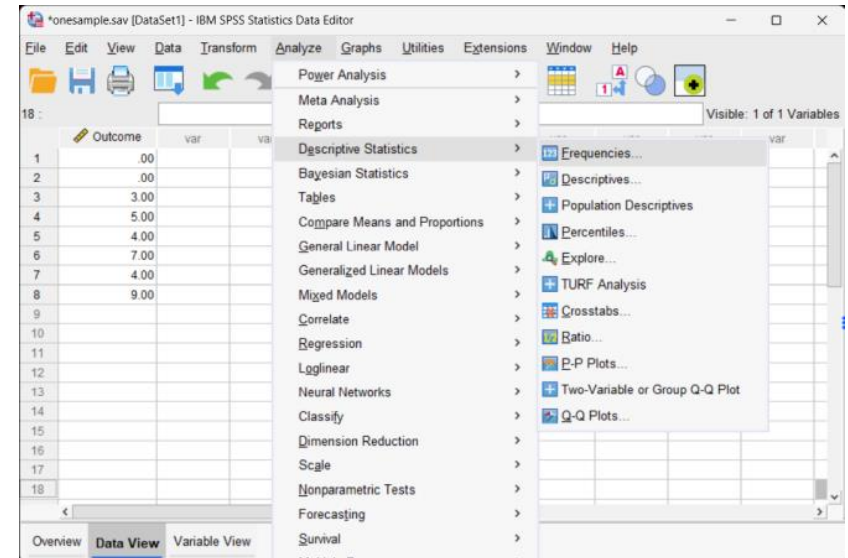 *onesample.sav [DataSet1] - IBM SPSS Statistics Data Editor
File Edit View Data Transform Analyze Graphs Utilities Extensions Window Help
18 :
Visible: 1 of 1 Variables
Outcome var var
1 .00
2 .00
3 3.00
4 5.00
5 4.00
6 7.00
7 4.00
8 9.00
9
10
11
12
13
14
15
16
17
18
Power Analysis
Meta Analysis
Reports
Descriptive Statistics
Bayesian Statistics
Tables
Compare Means and Proportions
General Linear Model
Generalized Linear Models
Mixed Models
Correlate
Regression
Loglinear
Neural Networks
Classify
Dimension Reduction
Scale
Nonparametric Tests
Forecasting
Survival
Frequencies...
Descriptives...
Population Descriptives
Percentiles...
Explore...
TURF Analysis
Crosstabs...
Ratio...
P-P Plots...
Two-Variable or Group Q-Q Plot
Q-Q Plots...
Overview Data View Variable View